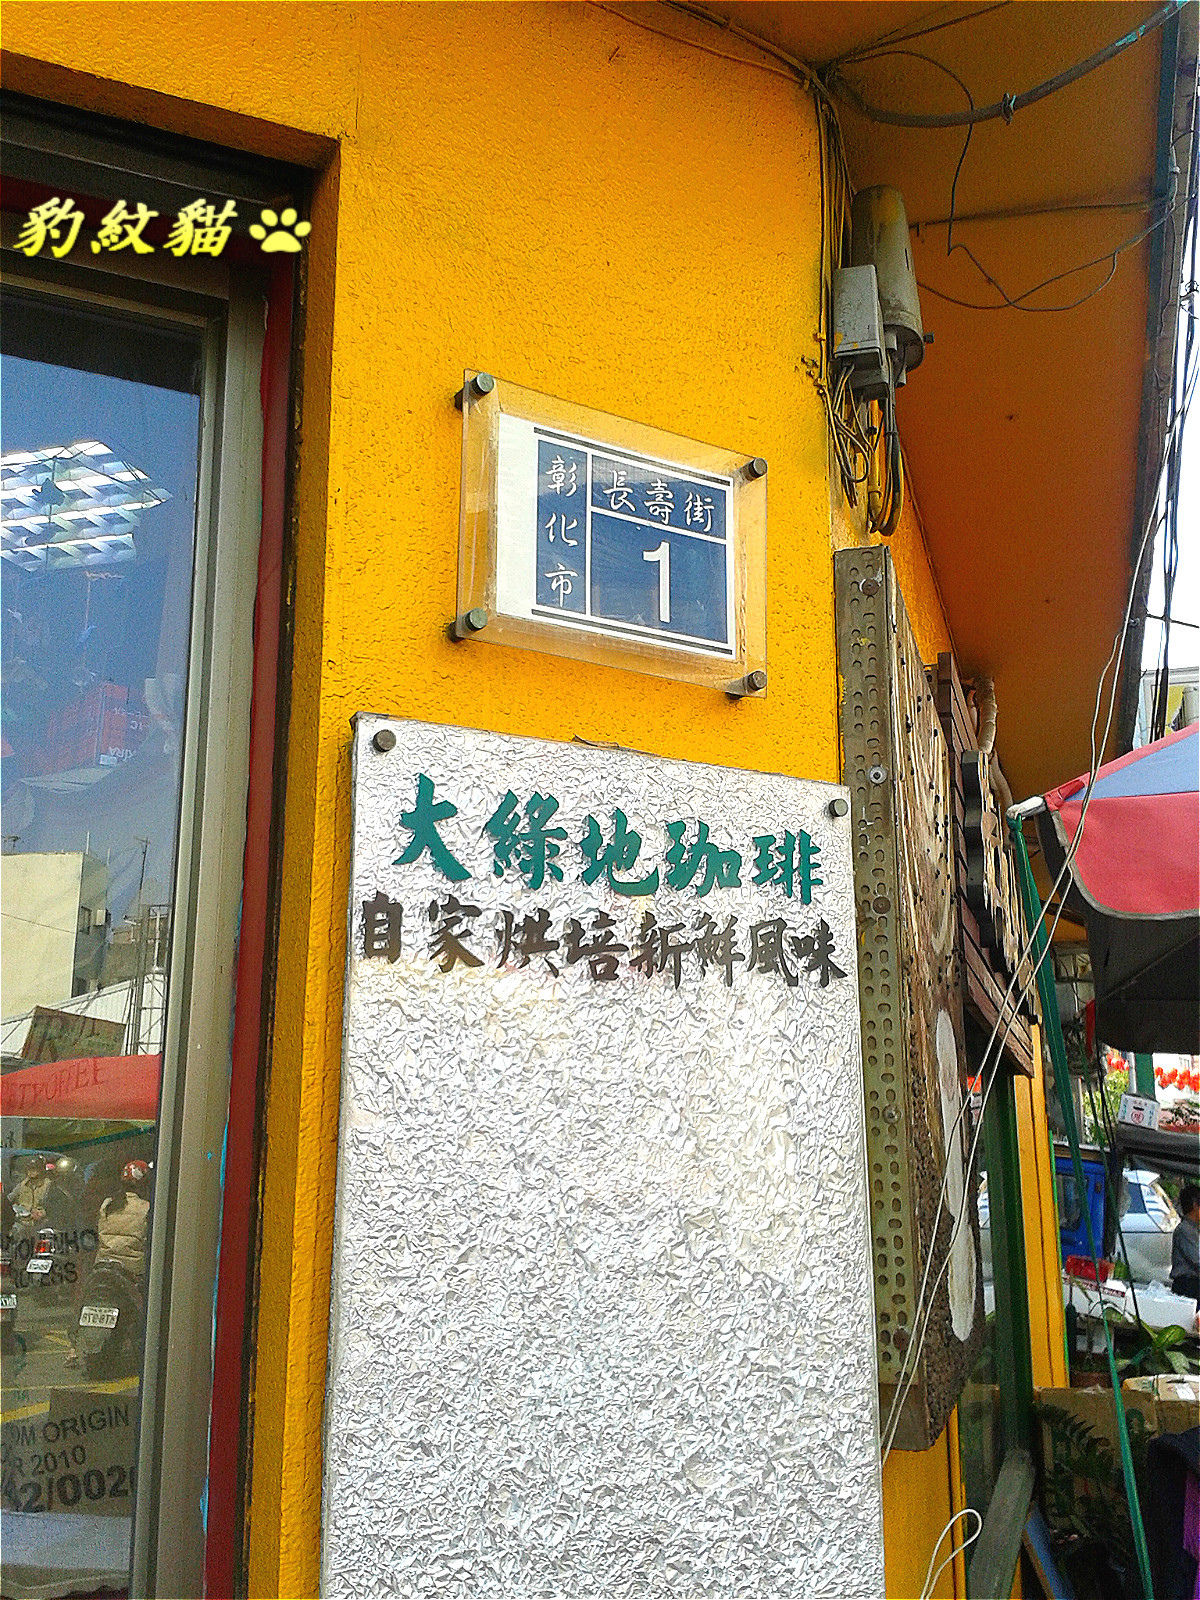 豹紋貓
彰化市
長壽街
1
大綠地珈琲
自家烘培新鮮風味
OM ORIGIN
R 2010